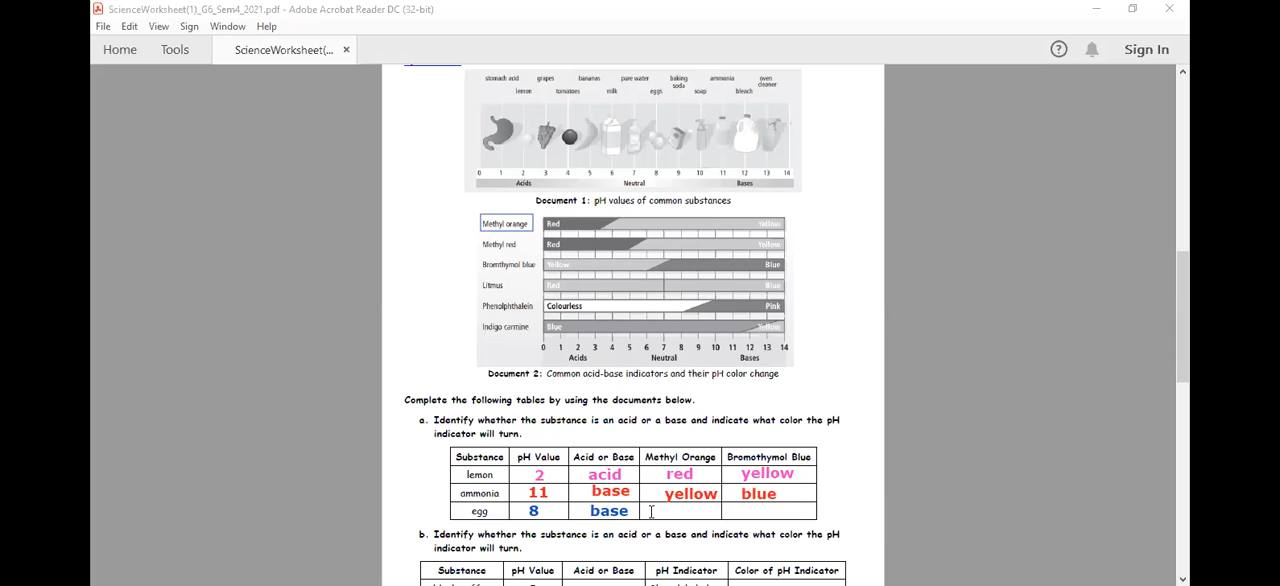 ScienceWorksheet(1)_G6_Sem4_2021.pdf - Adobe Acrobat Reader DC (32-bit)
File Edit View Sign Window Help
Home Tools ScienceWorksheet(... × ? Sign In
stomach acid grapes bananas pure water baking soda ammonia oven cleaner
lemon tomatoes milk eggs soap bleach
0 1 2 3 4 5 6 7 8 9 10 11 12 13 14
Acids Neutral Bases
Document 1: pH values of common substances
Methyl orange Red Yellow
Methyl red Red Yellow
Bromthymol blue Yellow Blue
Litmus Red Blue
Phenolphthalein Colourless Pink
Indigo carmine Blue Yellow
0 1 2 3 4 5 6 7 8 9 10 11 12 13 14
Acids Neutral Bases
Document 2: Common acid-base indicators and their pH color change
Complete the following tables by using the documents below.
a. Identify whether the substance is an acid or a base and indicate what color the pH
indicator will turn.
Substance pH Value Acid or Base Methyl Orange Bromothymol Blue
lemon 2 acid red yellow
ammonia 11 base yellow blue
egg 8 base
b. Identify whether the substance is an acid or a base and indicate what color the pH
indicator will turn.
Substance pH Value Acid or Base pH Indicator Color of pH Indicator